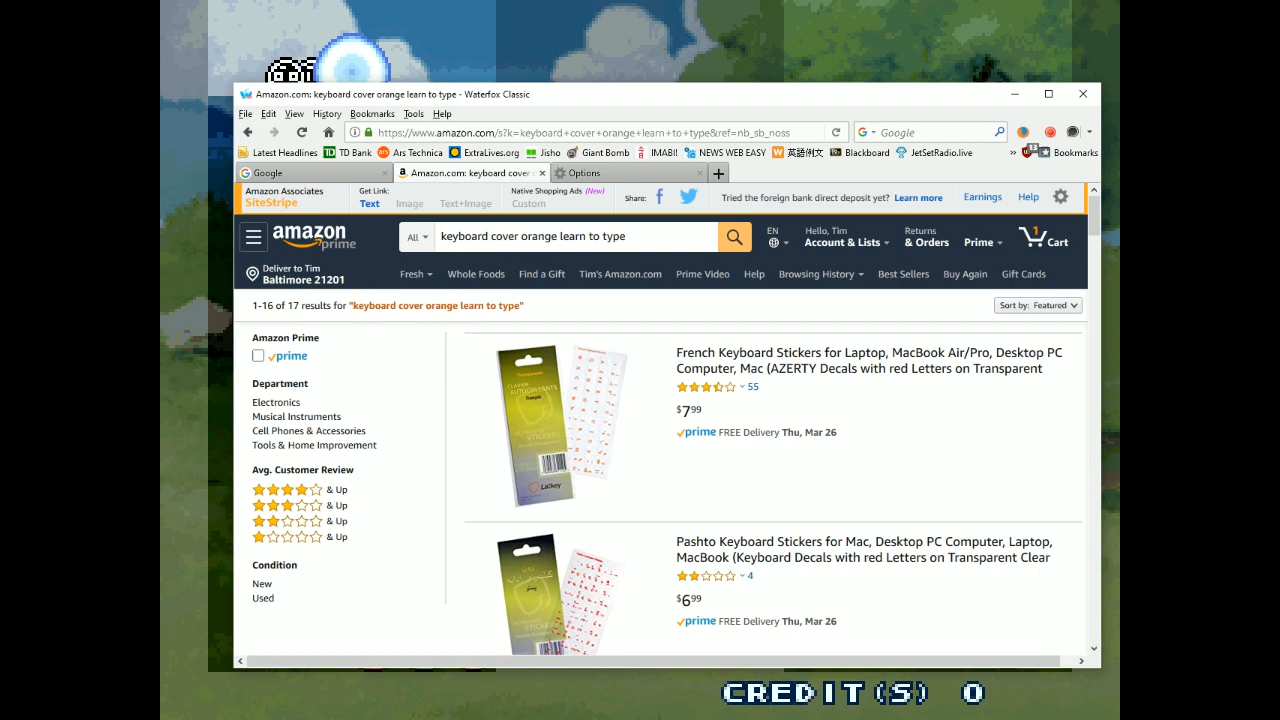 Amazon.com: keyboard cover orange learn to type - Waterfox Classic
File Edit View History Bookmarks Tools Help
https://www.amazon.com/s?k=keyboard+cover+orange+learn+to+type&ref=nb_sb_noss
Google
Latest Headlines TD Bank Ars Technica ExtraLives.org Jisho Giant Bomb IMABI! NEWS WEB EASY 英語例文 Blackboard JetSetRadio.live » Bookmarks
Google Amazon.com: keyboard cover Options
Amazon Associates
SiteStripe
Get Link:
Text Image Text+Image
Native Shopping Ads (New)
Custom
Share:
Tried the foreign bank direct deposit yet? Learn more
Earnings Help
amazon prime
All
keyboard cover orange learn to type
EN
Hello, Tim
Account & Lists
Returns
& Orders
Prime
1
Cart
Deliver to Tim
Baltimore 21201
Fresh Whole Foods Find a Gift Tim's Amazon.com Prime Video Help Browsing History Best Sellers Buy Again Gift Cards
1-16 of 17 results for "keyboard cover orange learn to type"
Sort by: Featured
Amazon Prime
prime
Department
Electronics
Musical Instruments
Cell Phones & Accessories
Tools & Home Improvement
Avg. Customer Review
& Up
& Up
& Up
& Up
Condition
New
Used
French Keyboard Stickers for Laptop, MacBook Air/Pro, Desktop PC
Computer, Mac (AZERTY Decals with red Letters on Transparent
55
$7.99
prime FREE Delivery Thu, Mar 26
Latkey
Pashto Keyboard Stickers for Mac, Desktop PC Computer, Laptop,
MacBook (Keyboard Decals with red Letters on Transparent Clear
4
$6.99
prime FREE Delivery Thu, Mar 26
CREDIT(S) 0